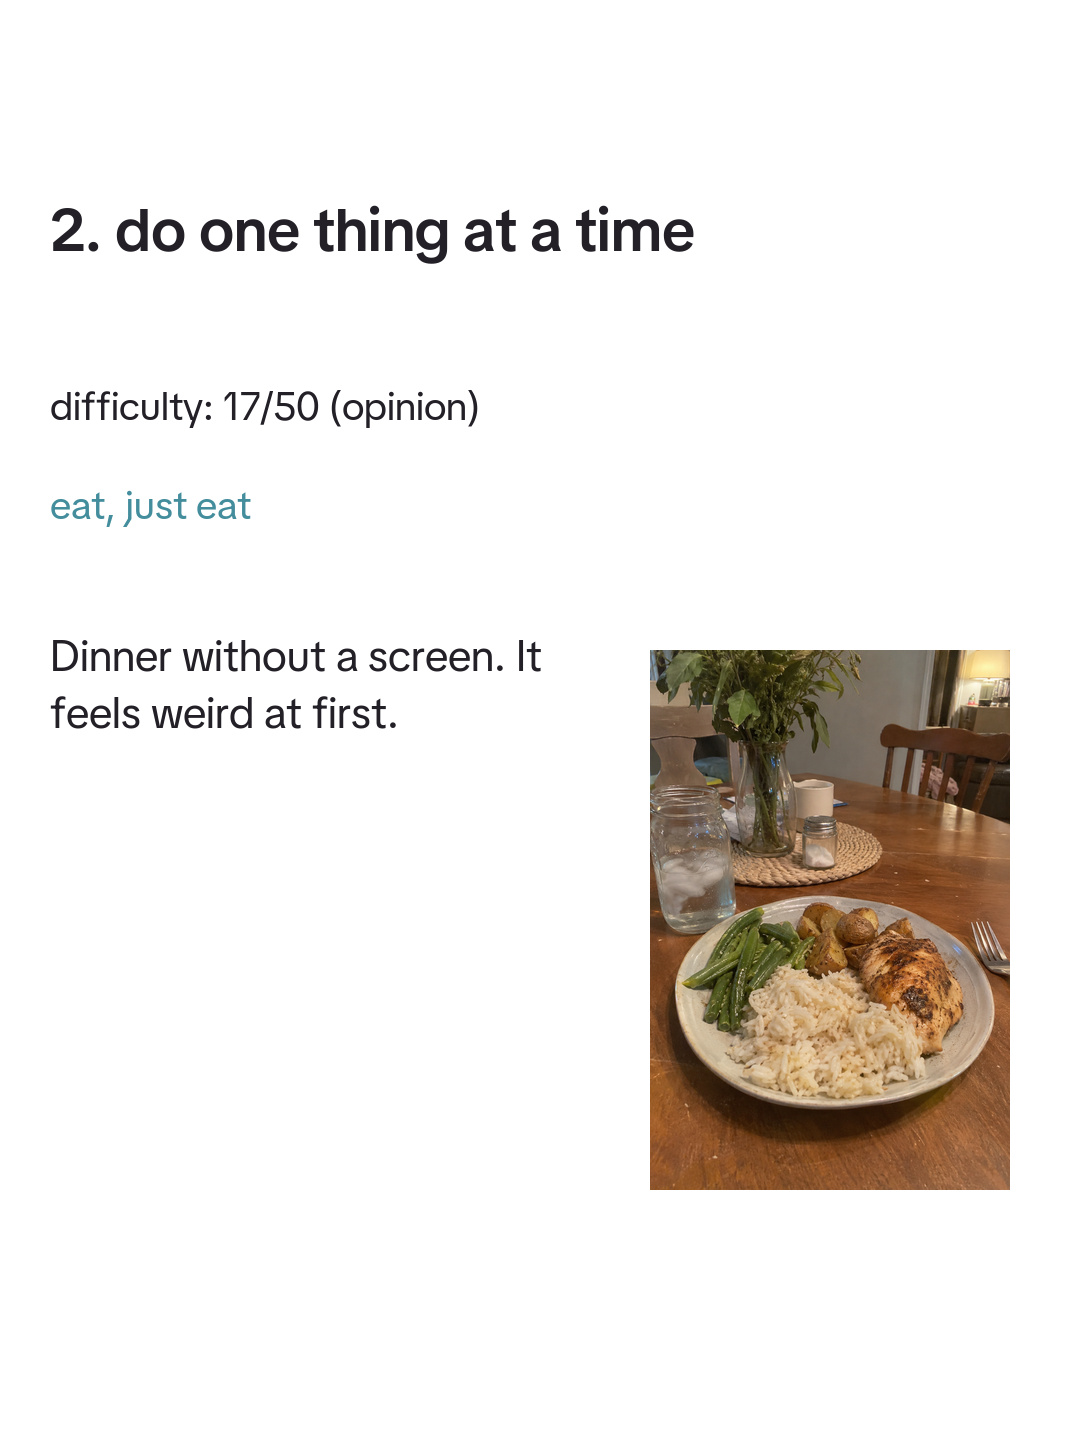 2. do one thing at a time
difficulty: 17/50 (opinion)
eat, just eat
Dinner without a screen. It
feels weird at first.